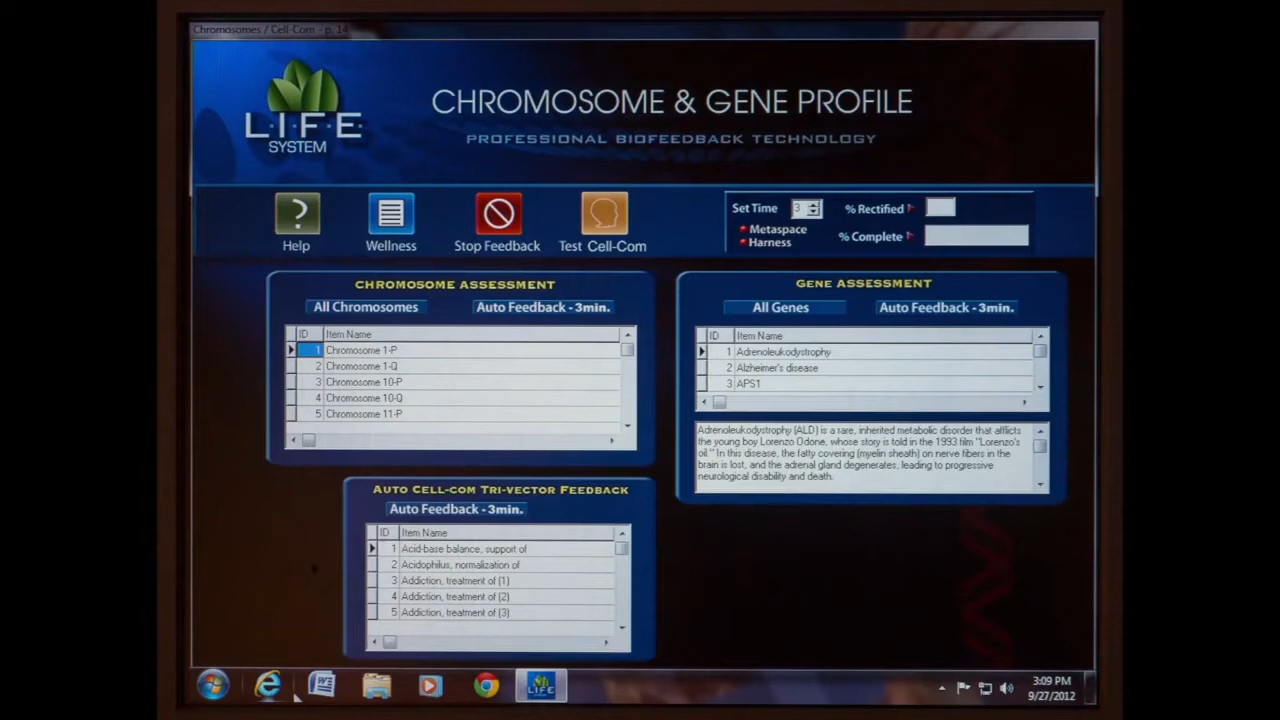 Chromosomes / Cell-Com - p. 14
L·I·F·E·
SYSTEM
CHROMOSOME & GENE PROFILE
PROFESSIONAL BIOFEEDBACK TECHNOLOGY
?
Help
Wellness
Stop Feedback
Test Cell-Com
Set Time 3
Metaspace
Harness
% Rectified
% Complete
CHROMOSOME ASSESSMENT
All Chromosomes Auto Feedback - 3min.
ID Item Name
1 Chromosome 1-P
2 Chromosome 1-Q
3 Chromosome 10-P
4 Chromosome 10-Q
5 Chromosome 11-P
GENE ASSESSMENT
All Genes Auto Feedback - 3min.
ID Item Name
1 Adrenoleukodystrophy
2 Alzheimer's disease
3 APS1
Adrenoleukodystrophy (ALD) is a rare, inherited metabolic disorder that afflicts
the young boy Lorenzo Odone, whose story is told in the 1993 film "Lorenzo's
oil." In this disease, the fatty covering (myelin sheath) on nerve fibers in the
brain is lost, and the adrenal gland degenerates, leading to progressive
neurological disability and death.
AUTO CELL-COM TRI-VECTOR FEEDBACK
Auto Feedback - 3min.
ID Item Name
1 Acid-base balance, support of
2 Acidophilus, normalization of
3 Addiction, treatment of (1)
4 Addiction, treatment of (2)
5 Addiction, treatment of (3)
LIFE
3:09 PM
9/27/2012